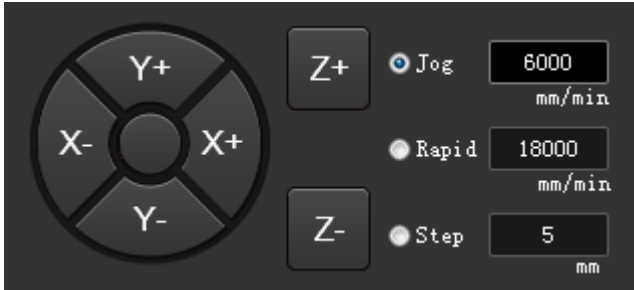 Y+
X-
X+
Y-
Z+
Z-
Jog 6000
mm/min
Rapid 18000
mm/min
Step 5
mm